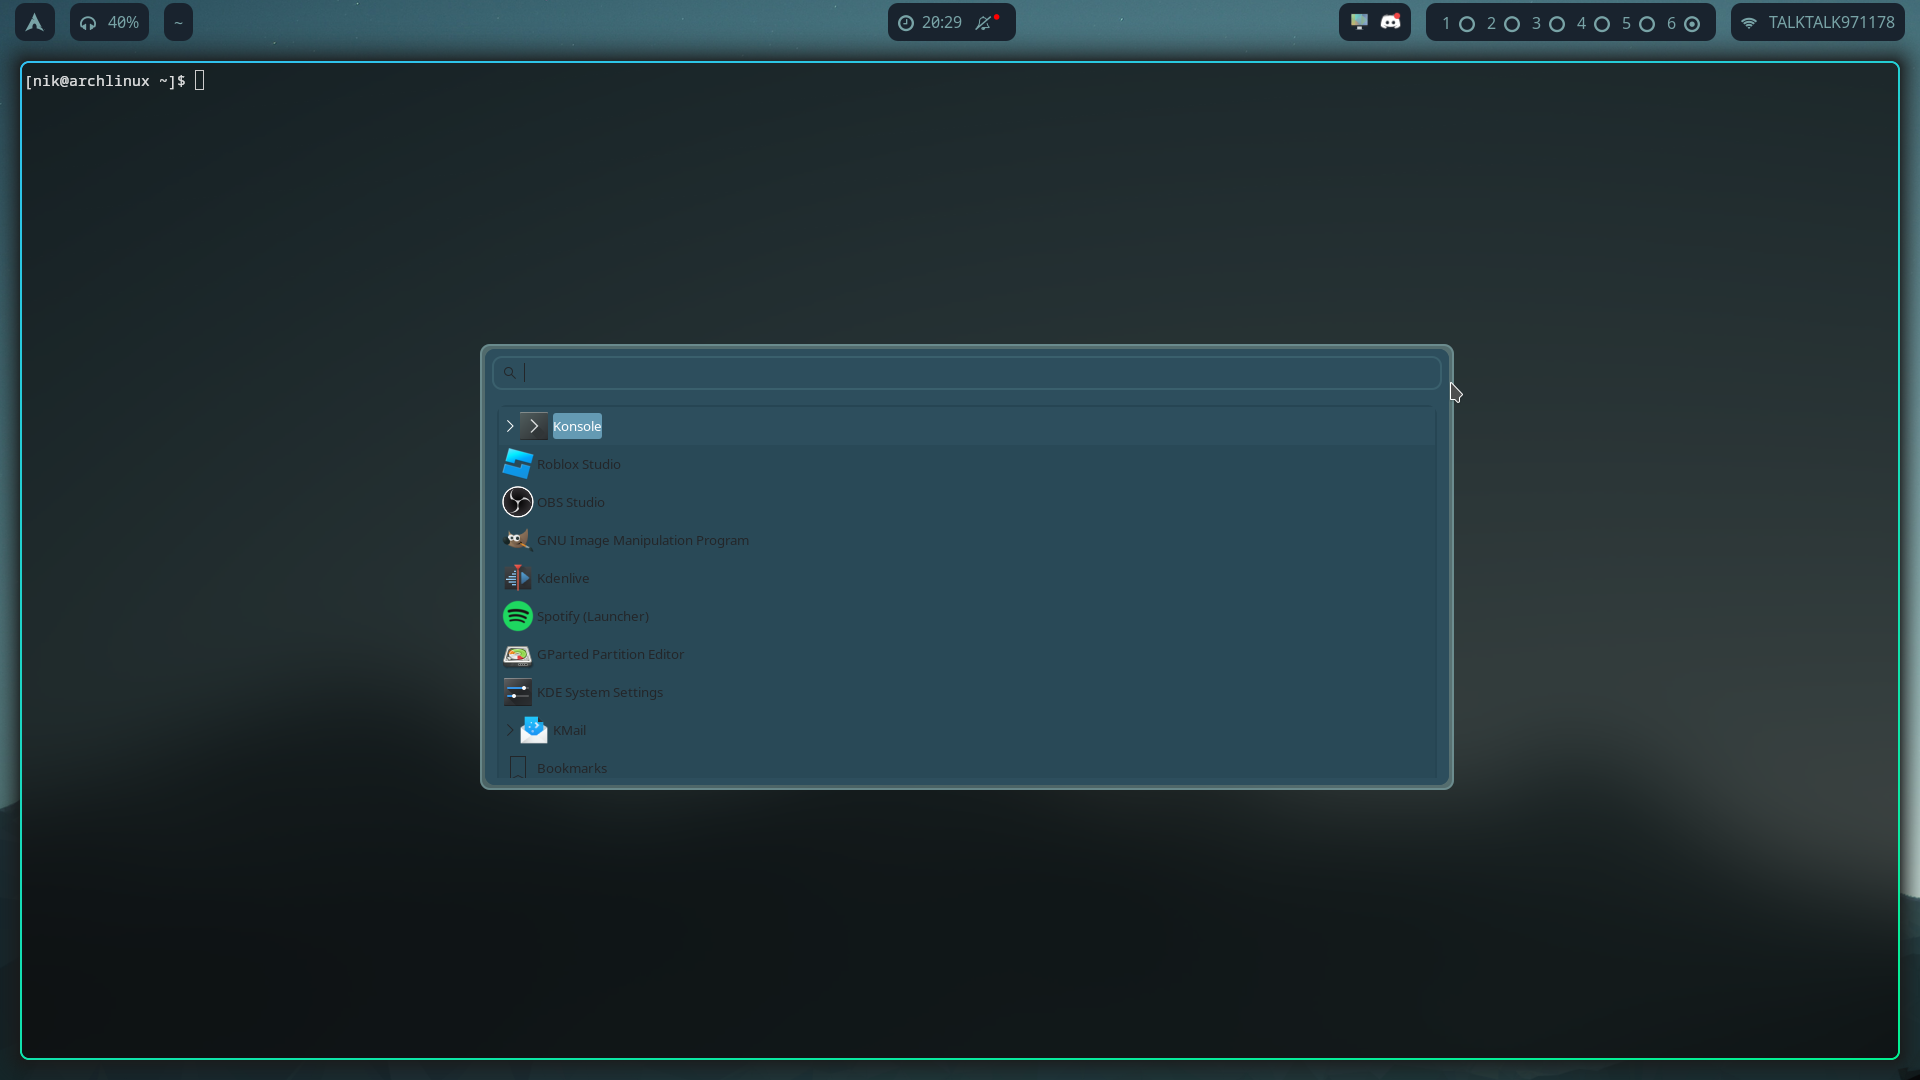 40% ~ 20:29 1 2 3 4 5 6 TALKTALK971178
[nik@archlinux ~]$
Konsole
Roblox Studio
OBS Studio
GNU Image Manipulation Program
Kdenlive
Spotify (Launcher)
GParted Partition Editor
KDE System Settings
KMail
Bookmarks